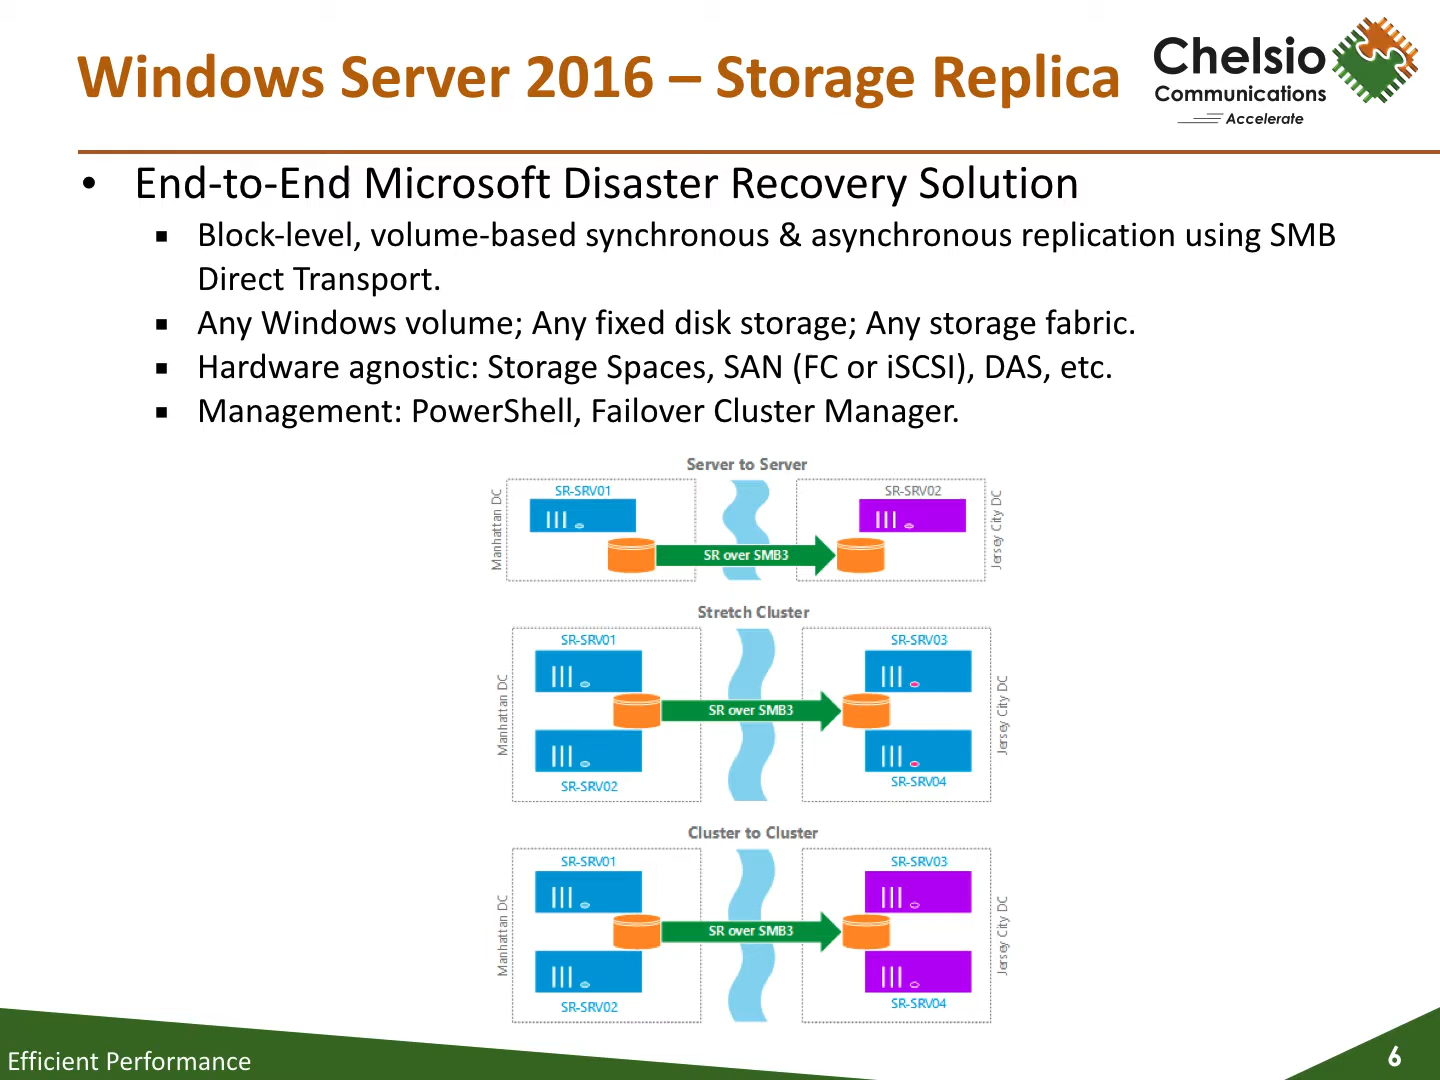 Windows Server 2016 – Storage Replica
Chelsio
Communications
Accelerate
• End-to-End Microsoft Disaster Recovery Solution
▪ Block-level, volume-based synchronous & asynchronous replication using SMB
Direct Transport.
▪ Any Windows volume; Any fixed disk storage; Any storage fabric.
▪ Hardware agnostic: Storage Spaces, SAN (FC or iSCSI), DAS, etc.
▪ Management: PowerShell, Failover Cluster Manager.
Server to Server
Manhattan DC
SR-SRV01
SR over SMB3
SR-SRV02
Jersey City DC
Stretch Cluster
Manhattan DC
SR-SRV01
SR-SRV02
SR over SMB3
SR-SRV03
SR-SRV04
Jersey City DC
Cluster to Cluster
Manhattan DC
SR-SRV01
SR-SRV02
SR over SMB3
SR-SRV03
SR-SRV04
Jersey City DC
Efficient Performance
6